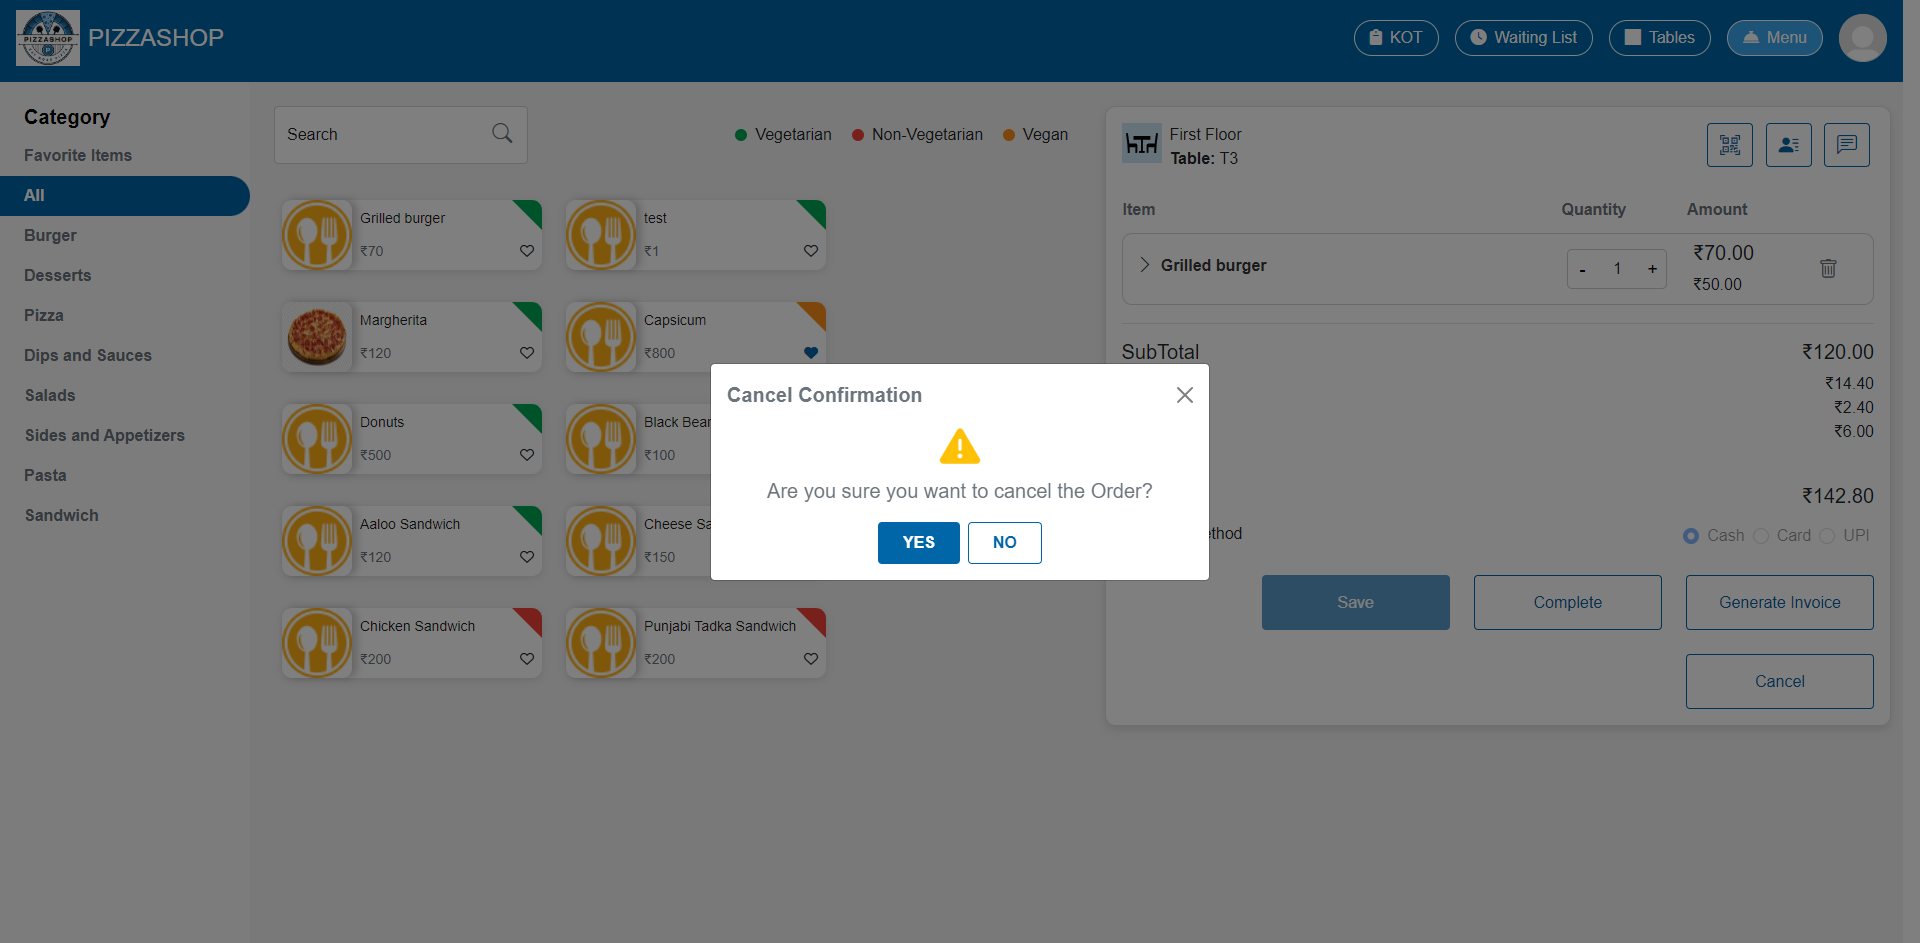 PIZZASHOP
PIZZASHOP
KOT
Waiting List
Tables
Menu
Category
Favorite Items
All
Burger
Desserts
Pizza
Dips and Sauces
Salads
Sides and Appetizers
Pasta
Sandwich
Search
Vegetarian
Non-Vegetarian
Vegan
Grilled burger
₹70
test
₹1
Margherita
₹120
Capsicum
₹800
Donuts
₹500
Black Bean
₹100
Aaloo Sandwich
₹120
Cheese Sa
₹150
Chicken Sandwich
₹200
Punjabi Tadka Sandwich
₹200
First Floor
Table: T3
Item Quantity Amount
Grilled burger
- 1 +
₹70.00
₹50.00
SubTotal ₹120.00
₹14.40
₹2.40
₹6.00
₹142.80
thod
Cash Card UPI
Save
Complete
Generate Invoice
Cancel
Cancel Confirmation
Are you sure you want to cancel the Order?
YES
NO